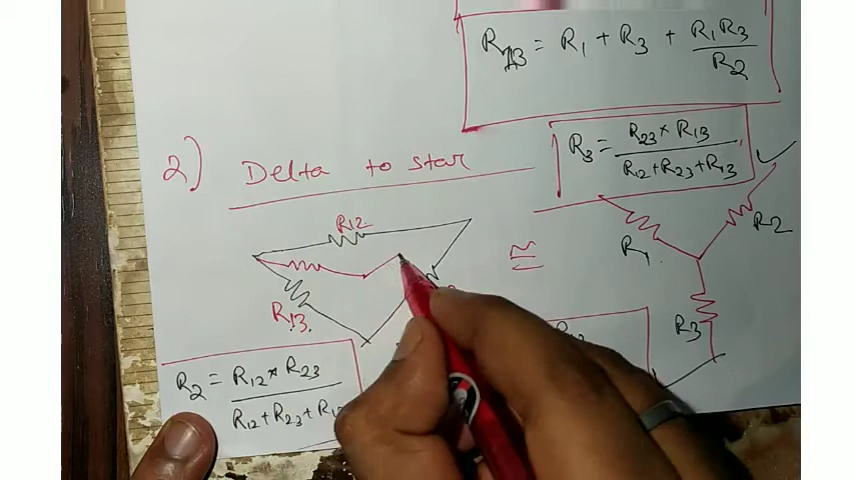 R13 = R1 + R3 + R1R3 / R2
2) Delta to star
R3 = R23 × R13 / R12+R23+R13
R12
R13
≅
R1
R2
R3
R2 = R12 × R23 / R12+R23+R1